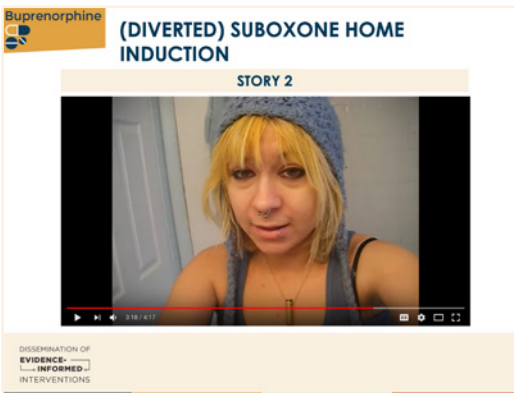 Buprenorphine
(DIVERTED) SUBOXONE HOME
INDUCTION
STORY 2
3:18 / 4:17
DISSEMINATION OF
EVIDENCE-
INFORMED
INTERVENTIONS